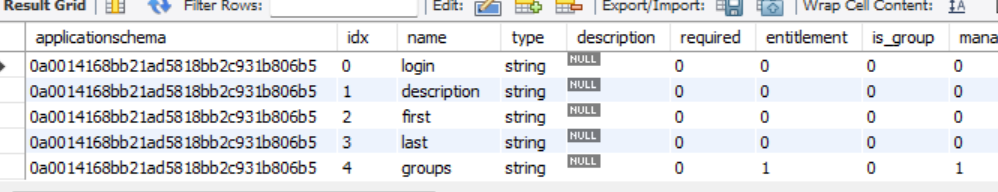 Result Grid Filter Rows: Edit: Export/Import: Wrap Cell Content: IA
applicationschema idx name type description required entitlement is_group mana
0a0014168bb21ad5818bb2c931b806b5 0 login string NULL 0 0 0 0
0a0014168bb21ad5818bb2c931b806b5 1 description string NULL 0 0 0 0
0a0014168bb21ad5818bb2c931b806b5 2 first string NULL 0 0 0 0
0a0014168bb21ad5818bb2c931b806b5 3 last string NULL 0 0 0 0
0a0014168bb21ad5818bb2c931b806b5 4 groups string NULL 0 1 0 1